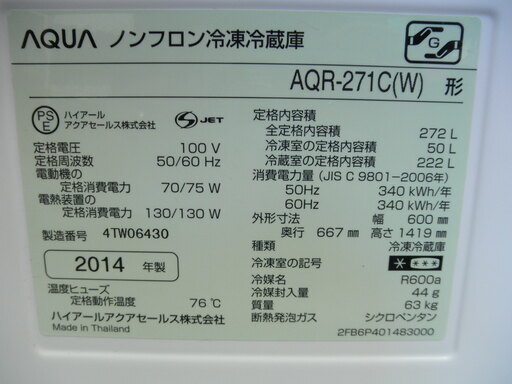 AQUA ノンフロン冷凍冷蔵庫
G
AQR-271C(W) 形
PS
E
ハイアール
アクアセールス株式会社
S JET
定格電圧 100 V
定格周波数 50/60 Hz
電動機の
定格消費電力 70/75 W
電熱装置の
定格消費電力 130/130 W
製造番号 4TW06430
2014 年製
温度ヒューズ
定格動作温度 76℃
ハイアールアクアセールス株式会社
Made in Thailand
定格内容積
全定格内容積 272 L
冷凍室の定格内容積 50 L
冷蔵室の定格内容積 222 L
消費電力量 (JIS C 9801-2006年)
50Hz 340 kWh/年
60Hz 340 kWh/年
外形寸法 幅 600 mm
奥行 667 mm 高さ 1419 mm
種類 冷凍冷蔵庫
冷凍室の記号 * ***
冷媒 R600a
冷媒封入量 44 g
質量 63 kg
断熱発泡ガス シクロペンタン
2FB6P401483000